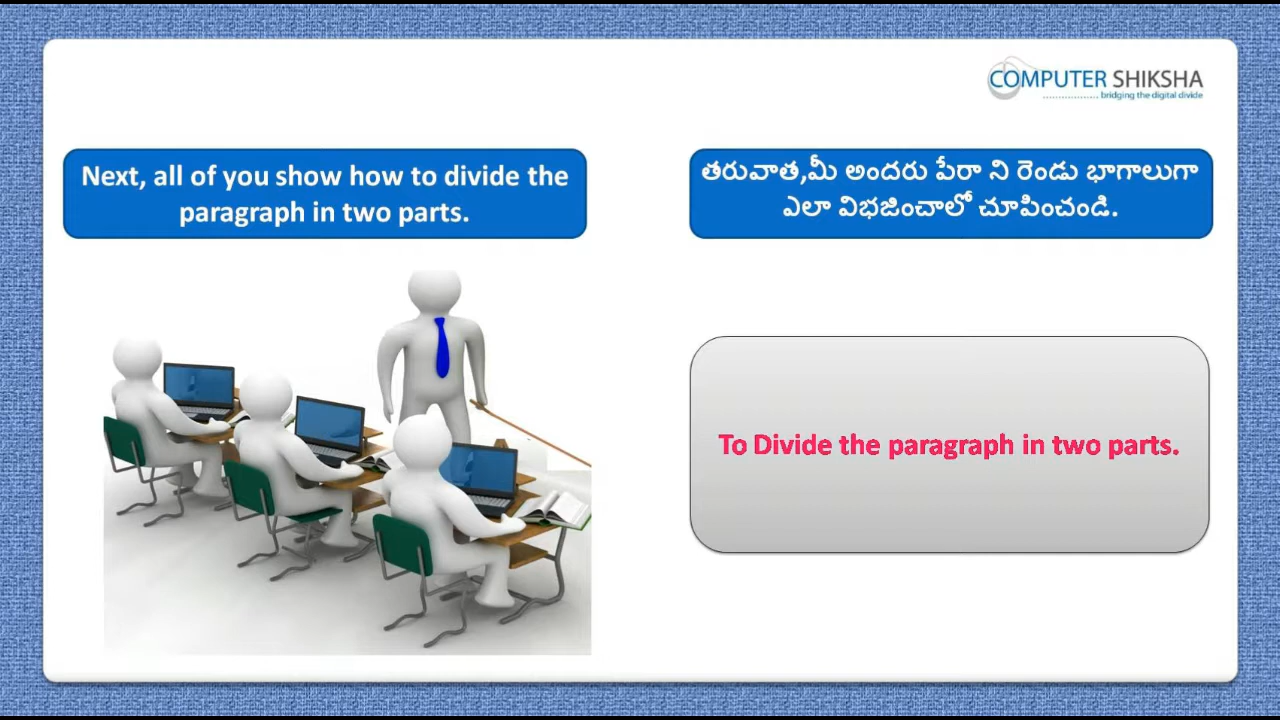 COMPUTER SHIKSHA
bridging the digital divide
Next, all of you show how to divide the
paragraph in two parts.
తరువాత,మీ అందరు పేరా ని రెండు భాగాలుగా
ఎలా విభజించాలో చూపించండి.
To Divide the paragraph in two parts.